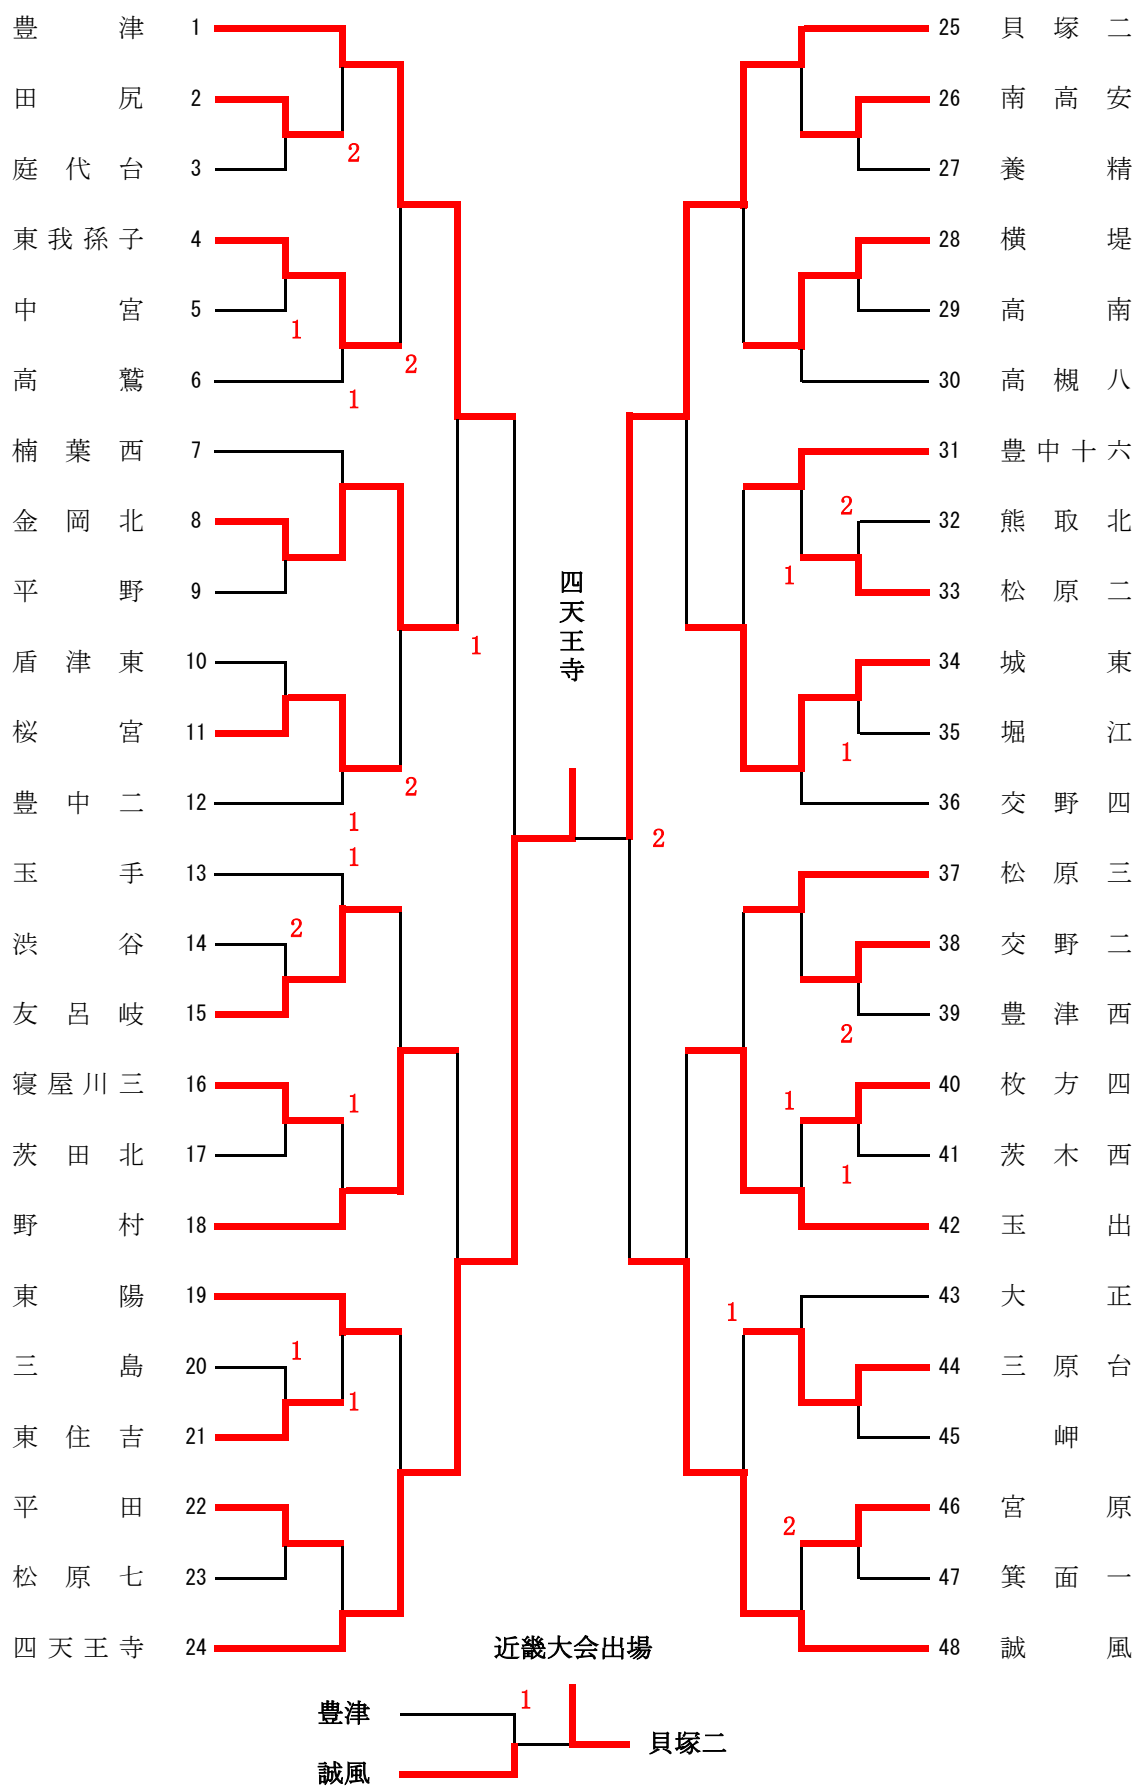 豊津 1
田尻 2
2
庭代台 3
東我孫子 4
中宮 5
1
2
高鷲 6
1
楠葉西 7
金岡北 8
平野 9
1
盾津東 10
桜宮 11
2
豊中二 12
1
1
玉手 13
2
渋谷 14
友呂岐 15
寝屋川三 16
1
茨田北 17
野村 18
東陽 19
1
三島 20
1
東住吉 21
平田 22
松原七 23
四天王寺 24
四天王寺
2
25 貝塚二
26 南高安
27 養精
28 横堤
29 高南
30 高槻八
31 豊中十六
2
32 熊取北
1
33 松原二
34 城東
35 堀江
1
36 交野四
37 松原三
38 交野二
39 豊津西
2
40 枚方四
1
41 茨木西
1
42 玉出
43 大正
1
44 三原台
45 岬
46 宮原
2
47 箕面一
48 誠風
近畿大会出場
豊津 1
貝塚二
誠風